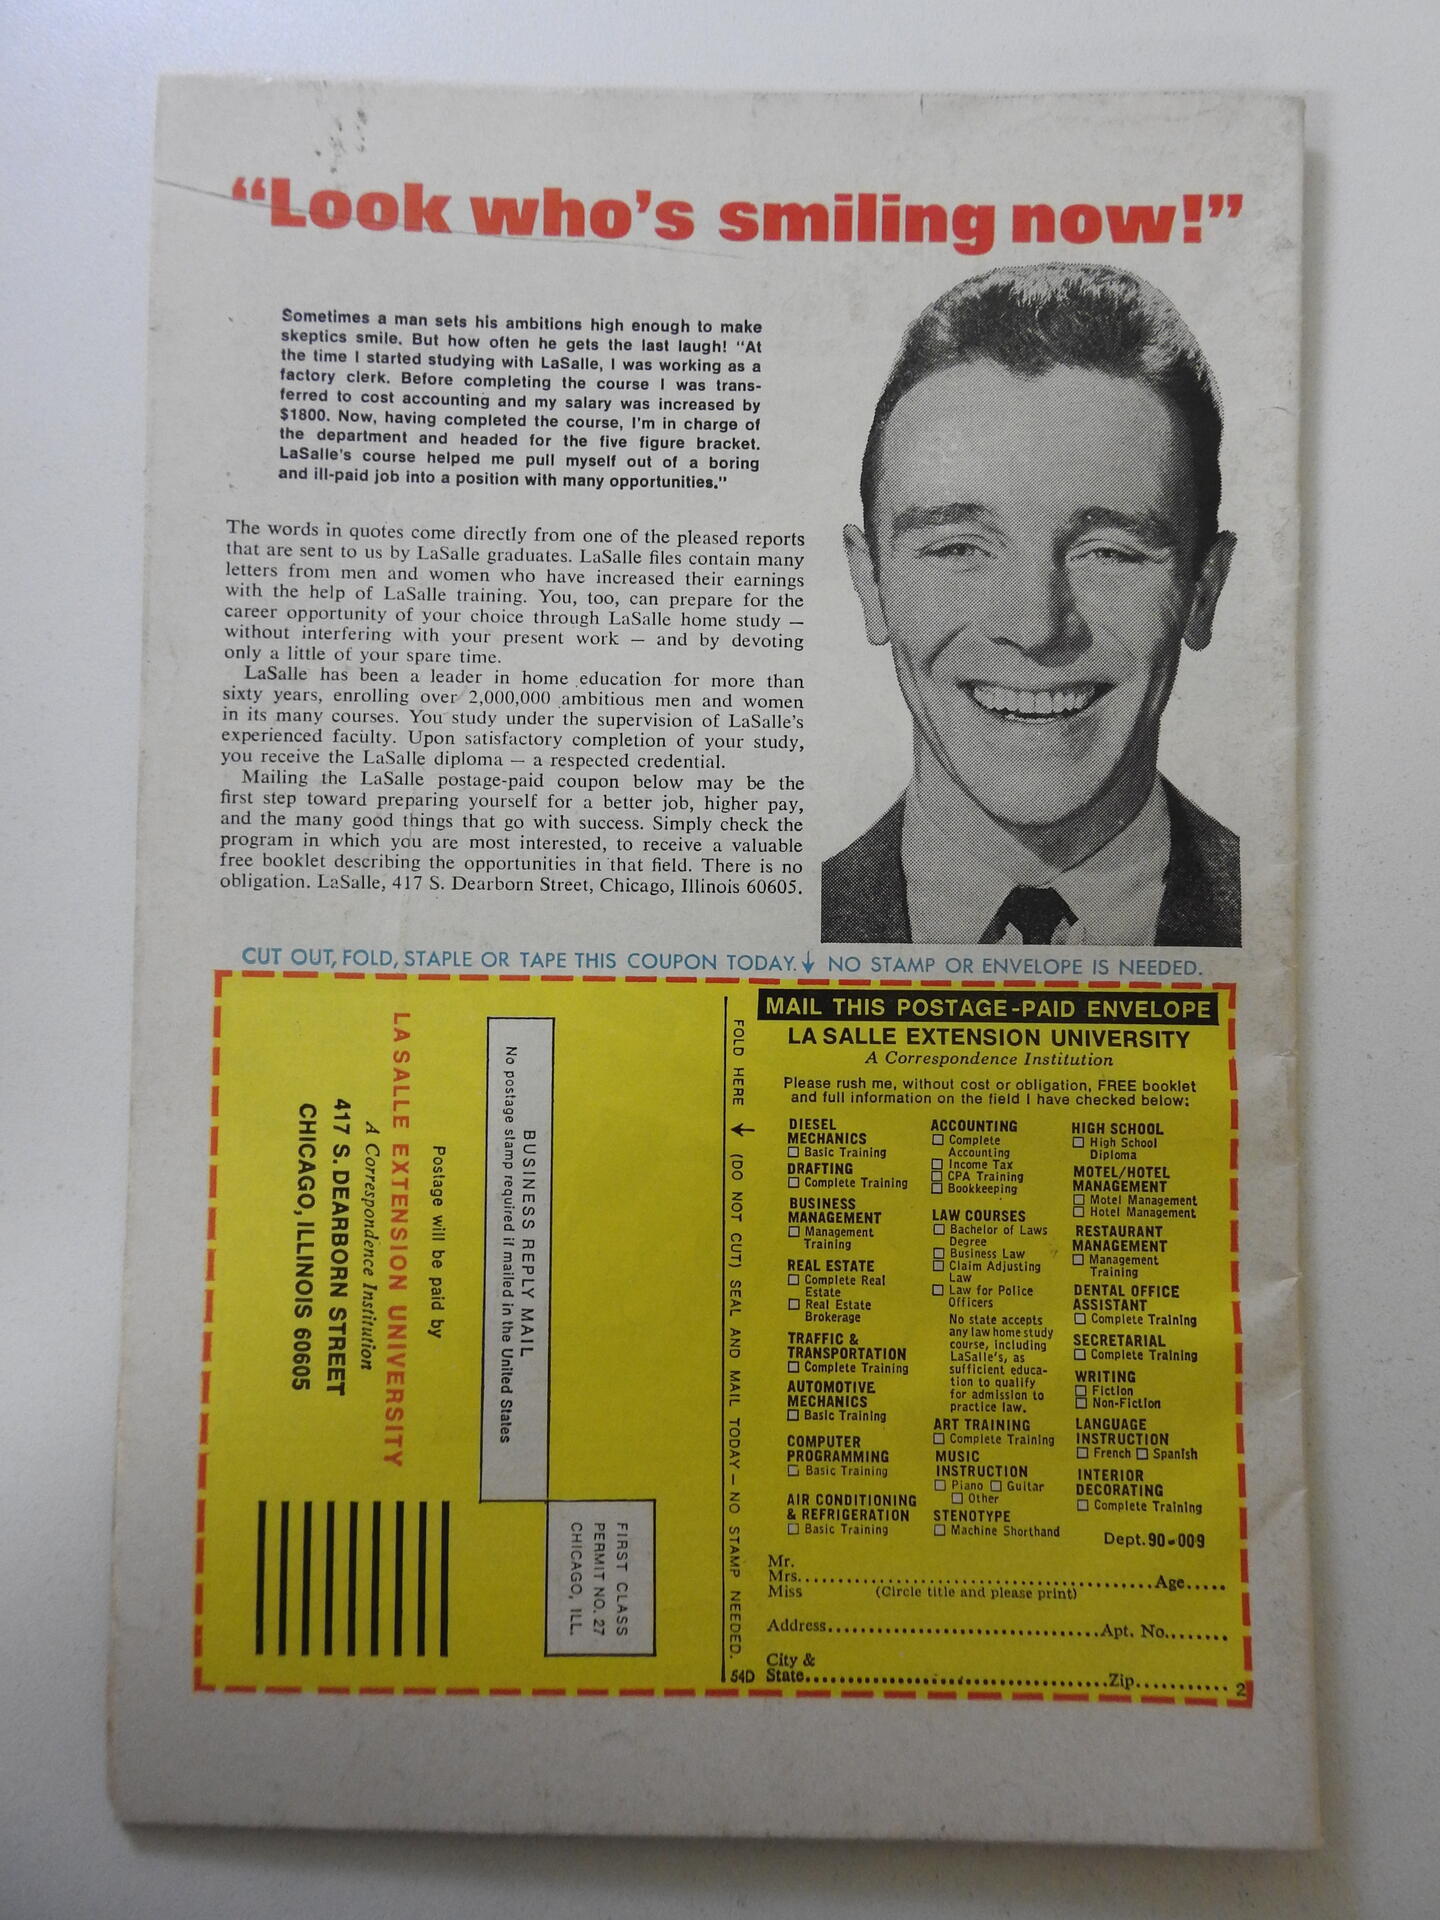 “Look who’s smiling now!”
Sometimes a man sets his ambitions high enough to make
skeptics smile. But how often he gets the last laugh! “At
the time I started studying with LaSalle, I was working as a
factory clerk. Before completing the course I was trans-
ferred to cost accounting and my salary was increased by
$1800. Now, having completed the course, I’m in charge of
the department and headed for the five figure bracket.
LaSalle’s course helped me pull myself out of a boring
and ill-paid job into a position with many opportunities.”
The words in quotes come directly from one of the pleased reports
that are sent to us by LaSalle graduates. LaSalle files contain many
letters from men and women who have increased their earnings
with the help of LaSalle training. You, too, can prepare for the
career opportunity of your choice through LaSalle home study —
without interfering with your present work — and by devoting
only a little of your spare time.
LaSalle has been a leader in home education for more than
sixty years, enrolling over 2,000,000 ambitious men and women
in its many courses. You study under the supervision of LaSalle’s
experienced faculty. Upon satisfactory completion of your study,
you receive the LaSalle diploma — a respected credential.
Mailing the LaSalle postage-paid coupon below may be the
first step toward preparing yourself for a better job, higher pay,
and the many good things that go with success. Simply check the
program in which you are most interested, to receive a valuable
free booklet describing the opportunities in that field. There is no
obligation. LaSalle, 417 S. Dearborn Street, Chicago, Illinois 60605.
CUT OUT, FOLD, STAPLE OR TAPE THIS COUPON TODAY. ↓ NO STAMP OR ENVELOPE IS NEEDED.
FIRST CLASS
PERMIT NO. 27
CHICAGO, ILL.
BUSINESS REPLY MAIL
No postage stamp required if mailed in the United States
Postage will be paid by
LA SALLE EXTENSION UNIVERSITY
A Correspondence Institution
417 S. DEARBORN STREET
CHICAGO, ILLINOIS 60605
FOLD HERE ↓ (DO NOT CUT) SEAL AND MAIL TODAY — NO STAMP NEEDED.
54D
MAIL THIS POSTAGE-PAID ENVELOPE
LA SALLE EXTENSION UNIVERSITY
A Correspondence Institution
Please rush me, without cost or obligation, FREE booklet
and full information on the field I have checked below:
DIESEL
MECHANICS
☐ Basic Training
DRAFTING
☐ Complete Training
BUSINESS
MANAGEMENT
☐ Management
Training
REAL ESTATE
☐ Complete Real
Estate
☐ Real Estate
Brokerage
TRAFFIC &
TRANSPORTATION
☐ Complete Training
AUTOMOTIVE
MECHANICS
☐ Basic Training
COMPUTER
PROGRAMMING
☐ Basic Training
AIR CONDITIONING
& REFRIGERATION
☐ Basic Training
ACCOUNTING
☐ Complete
Accounting
☐ Income Tax
☐ CPA Training
☐ Bookkeeping
LAW COURSES
☐ Bachelor of Laws
Degree
☐ Business Law
☐ Claim Adjusting
Law
☐ Law for Police
Officers
No state accepts
any law home study
course, including
LaSalle’s, as
sufficient educa-
tion to qualify
for admission to
practice law.
ART TRAINING
☐ Complete Training
MUSIC
INSTRUCTION
☐ Piano ☐ Guitar
☐ Other
STENOTYPE
☐ Machine Shorthand
HIGH SCHOOL
☐ High School
Diploma
MOTEL/HOTEL
MANAGEMENT
☐ Motel Management
☐ Hotel Management
RESTAURANT
MANAGEMENT
☐ Management
Training
DENTAL OFFICE
ASSISTANT
☐ Complete Training
SECRETARIAL
☐ Complete Training
WRITING
☐ Fiction
☐ Non-Fiction
LANGUAGE
INSTRUCTION
☐ French ☐ Spanish
INTERIOR
DECORATING
☐ Complete Training
Dept. 90-009
Mr.
Mrs. Age
Miss (Circle title and please print)
Address Apt. No.
City &
State Zip 2